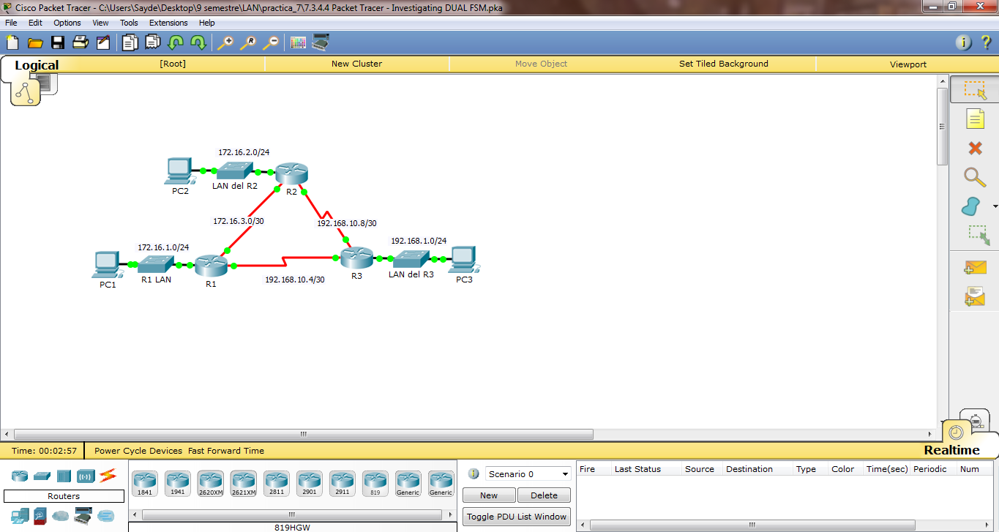 Cisco Packet Tracer - C:\Users\Sayde\Desktop\9 semestre\LAN\practica_7\7.3.4.4 Packet Tracer - Investigating DUAL FSM.pka
File Edit Options View Tools Extensions Help
Logical [Root] New Cluster Move Object Set Tiled Background Viewport
172.16.2.0/24
PC2 LAN del R2 R2
172.16.3.0/30 192.168.10.8/30
172.16.1.0/24 192.168.1.0/24
PC1 R1 LAN R1 192.168.10.4/30 R3 LAN del R3 PC3
Time: 00:02:57 Power Cycle Devices Fast Forward Time Realtime
Routers
1841 1941 2620XM 2621XM 2811 2901 2911 819 Generic Generic
819HGW
Scenario 0
New Delete
Toggle PDU List Window
Fire Last Status Source Destination Type Color Time(sec) Periodic Num